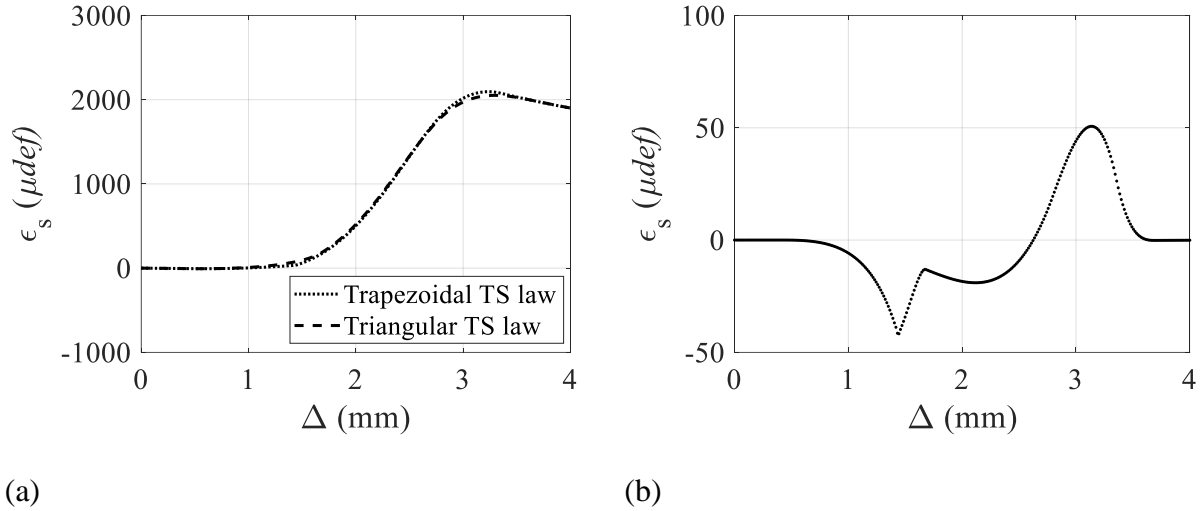 3000
2000
1000
0
-1000
0 1 2 3 4
ϵs (μdef)
Δ (mm)
Trapezoidal TS law
Triangular TS law
(a)
100
50
0
-50
0 1 2 3 4
ϵs (μdef)
Δ (mm)
(b)